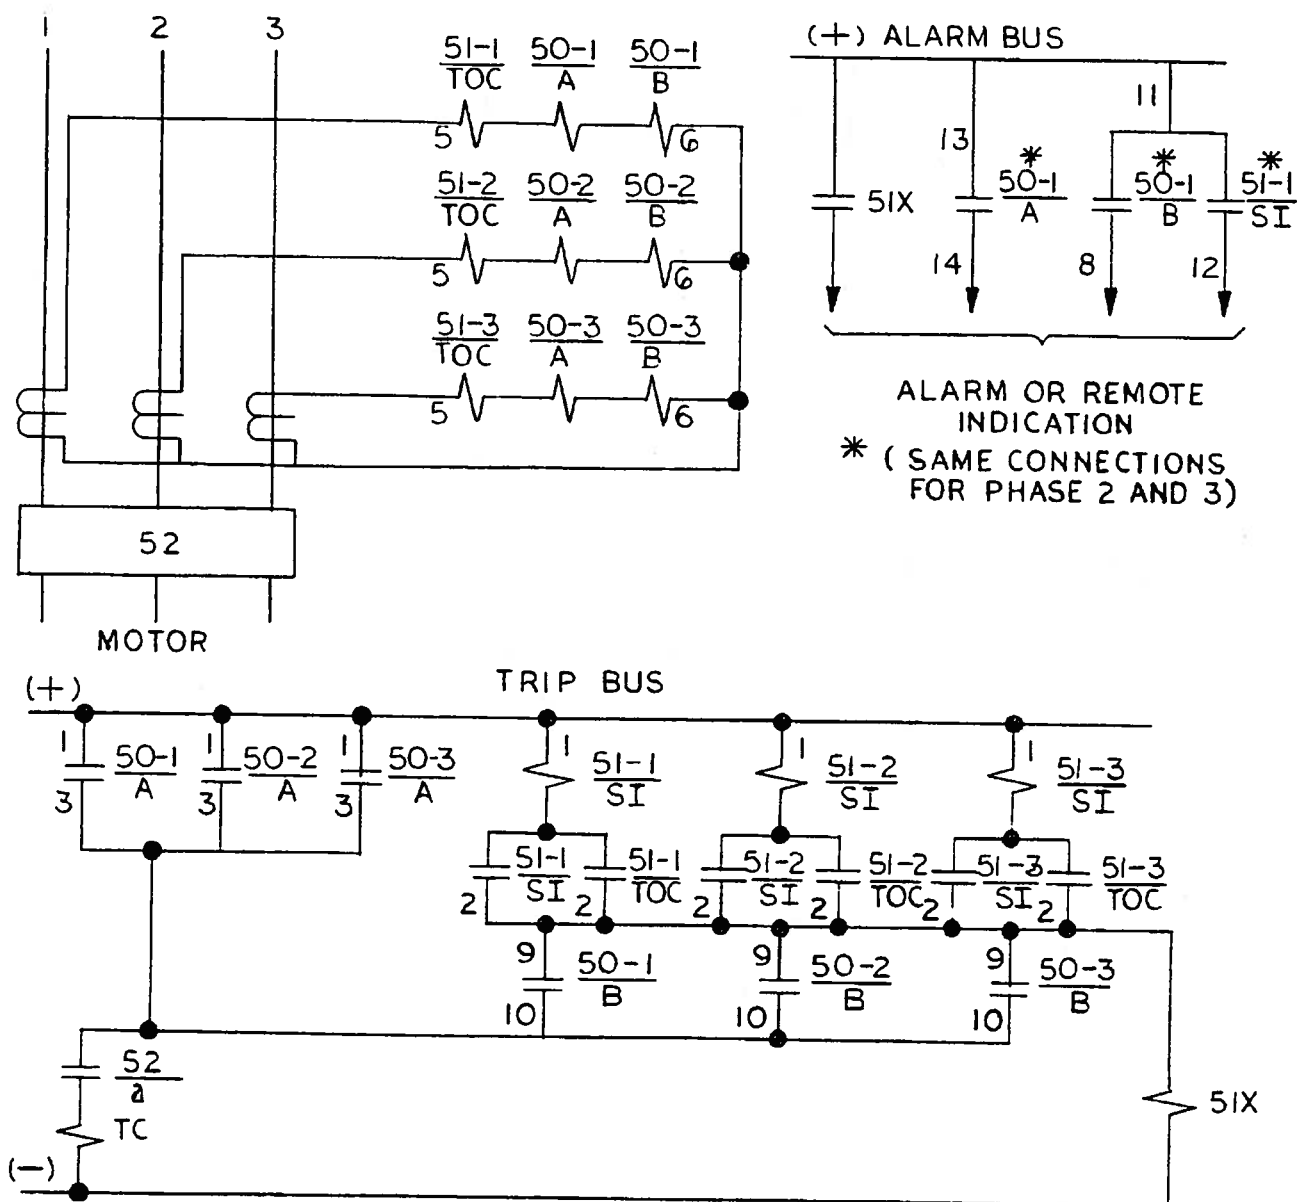 1 2 3
51-1
TOC
50-1
A
50-1
B
5 6
51-2
TOC
50-2
A
50-2
B
5 6
51-3
TOC
50-3
A
50-3
B
5 6
52
MOTOR
(+) ALARM BUS
11
13
51X
*
50-1
A
*
50-1
B
*
51-1
SI
14 8 12
ALARM OR REMOTE
INDICATION
* (SAME CONNECTIONS
FOR PHASE 2 AND 3)
TRIP BUS
(+)
1
50-1
A
3
1
50-2
A
3
1
50-3
A
3
1
51-1
SI
1
51-2
SI
1
51-3
SI
51-1
SI
2
51-1
TOC
2
51-2
SI
2
51-2
TOC
2
51-3
SI
2
51-3
TOC
2
9
50-1
B
10
9
50-2
B
10
9
50-3
B
10
52
a
TC
51X
(-)